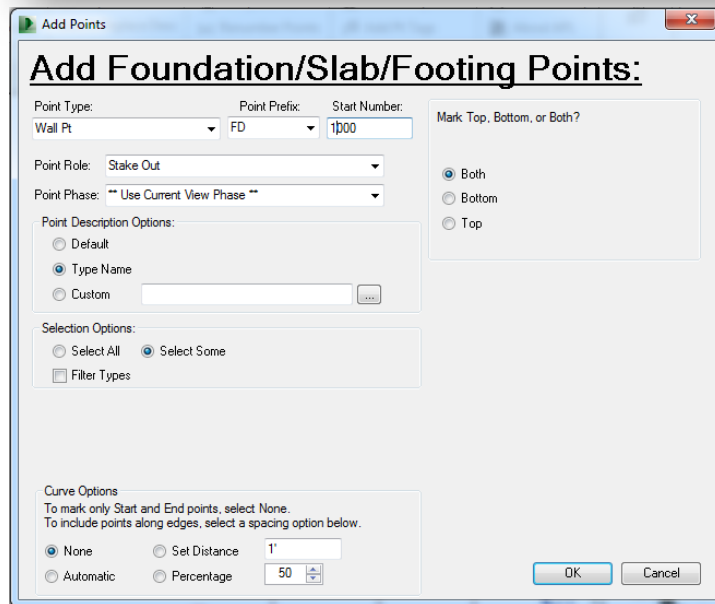 Add Points
Add Foundation/Slab/Footing Points:
Point Type:
Point Prefix:
Start Number:
Wall Pt
FD
1000
Mark Top, Bottom, or Both?
Both
Bottom
Top
Point Role:
Stake Out
Point Phase:
** Use Current View Phase **
Point Description Options:
Default
Type Name
Custom
...
Selection Options:
Select All
Select Some
Filter Types
Curve Options
To mark only Start and End points, select None.
To include points along edges, select a spacing option below.
None
Set Distance
1'
Automatic
Percentage
50
OK
Cancel